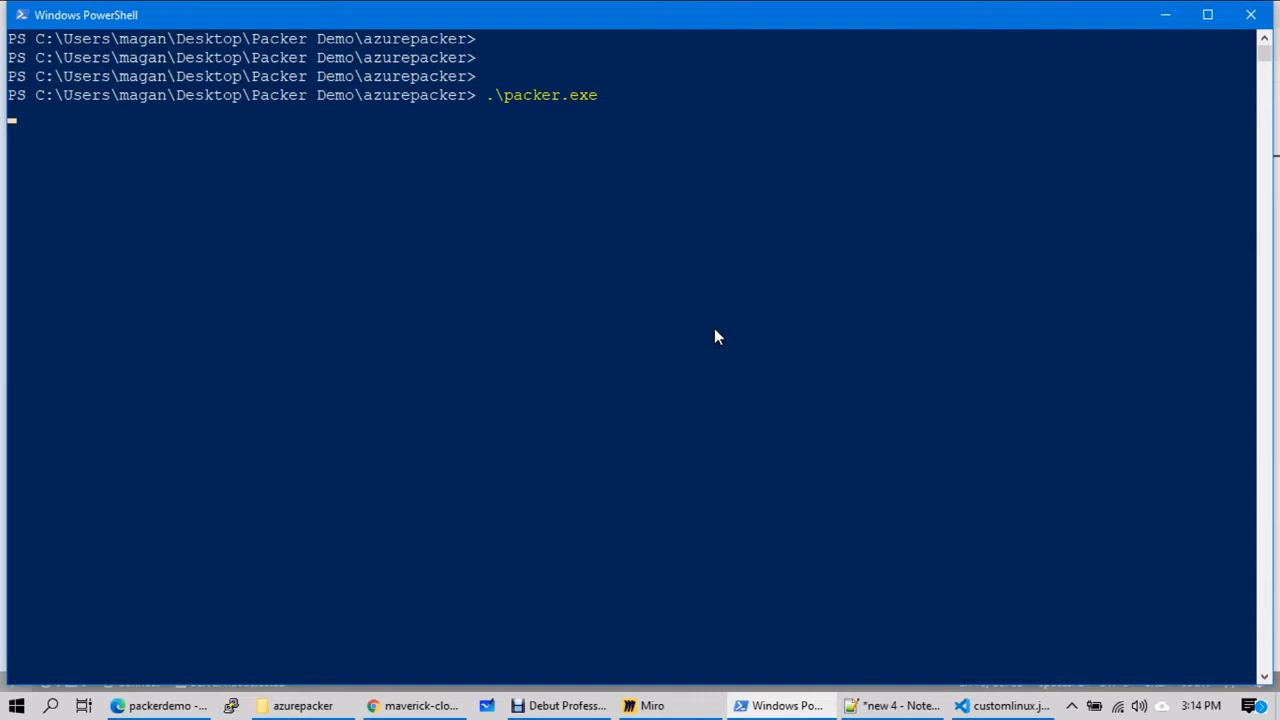 Windows PowerShell
PS C:\Users\magan\Desktop\Packer Demo\azurepacker>
PS C:\Users\magan\Desktop\Packer Demo\azurepacker>
PS C:\Users\magan\Desktop\Packer Demo\azurepacker>
PS C:\Users\magan\Desktop\Packer Demo\azurepacker> .\packer.exe
packerdemo -... azurepacker maverick-clo... Debut Professi... Miro Windows Po... *new 4 - Note... customlinux.j... 3:14 PM